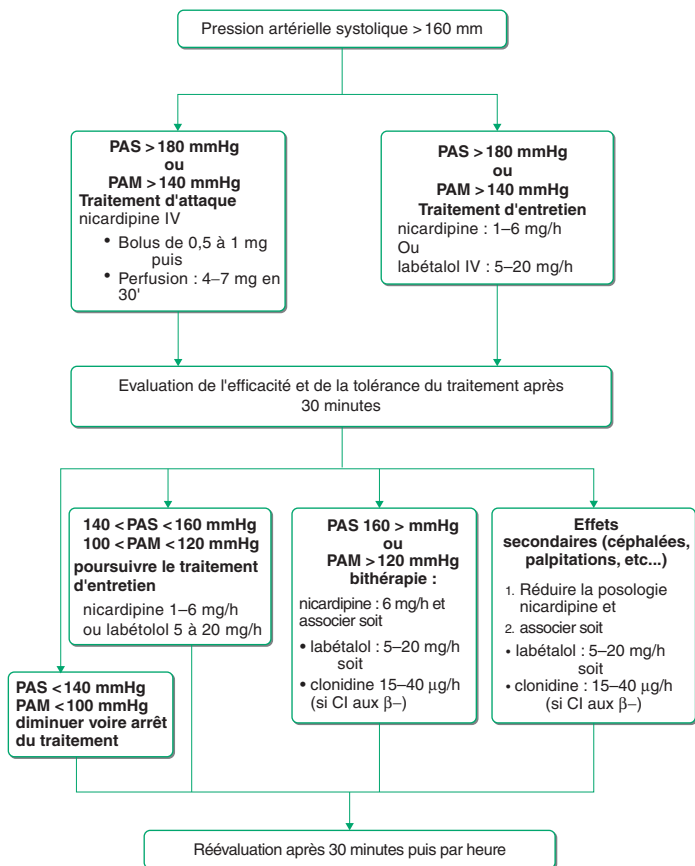 Pression artérielle systolique > 160 mm
PAS > 180 mmHg
ou
PAM > 140 mmHg
Traitement d'attaque
nicardipine IV
• Bolus de 0,5 à 1 mg
puis
• Perfusion : 4–7 mg en
30'
PAS > 180 mmHg
ou
PAM > 140 mmHg
Traitement d'entretien
nicardipine : 1–6 mg/h
Ou
labétalol IV : 5–20 mg/h
Evaluation de l'efficacité et de la tolérance du traitement après
30 minutes
140 < PAS < 160 mmHg
100 < PAM < 120 mmHg
poursuivre le traitement
d'entretien
nicardipine 1–6 mg/h
ou labétolol 5 à 20 mg/h
PAS 160 > mmHg
ou
PAM > 120 mmHg
bithérapie :
nicardipine : 6 mg/h et
associer soit
• labétalol : 5–20 mg/h
soit
• clonidine 15–40 μg/h
(si CI aux β–)
Effets
secondaires (céphalées,
palpitations, etc...)
1. Réduire la posologie
nicardipine et
2. associer soit
• labétalol : 5–20 mg/h
soit
• clonidine : 15–40 μg/h
(si CI aux β–)
PAS < 140 mmHg
PAM < 100 mmHg
diminuer voire arrêt
du traitement
Réévaluation après 30 minutes puis par heure